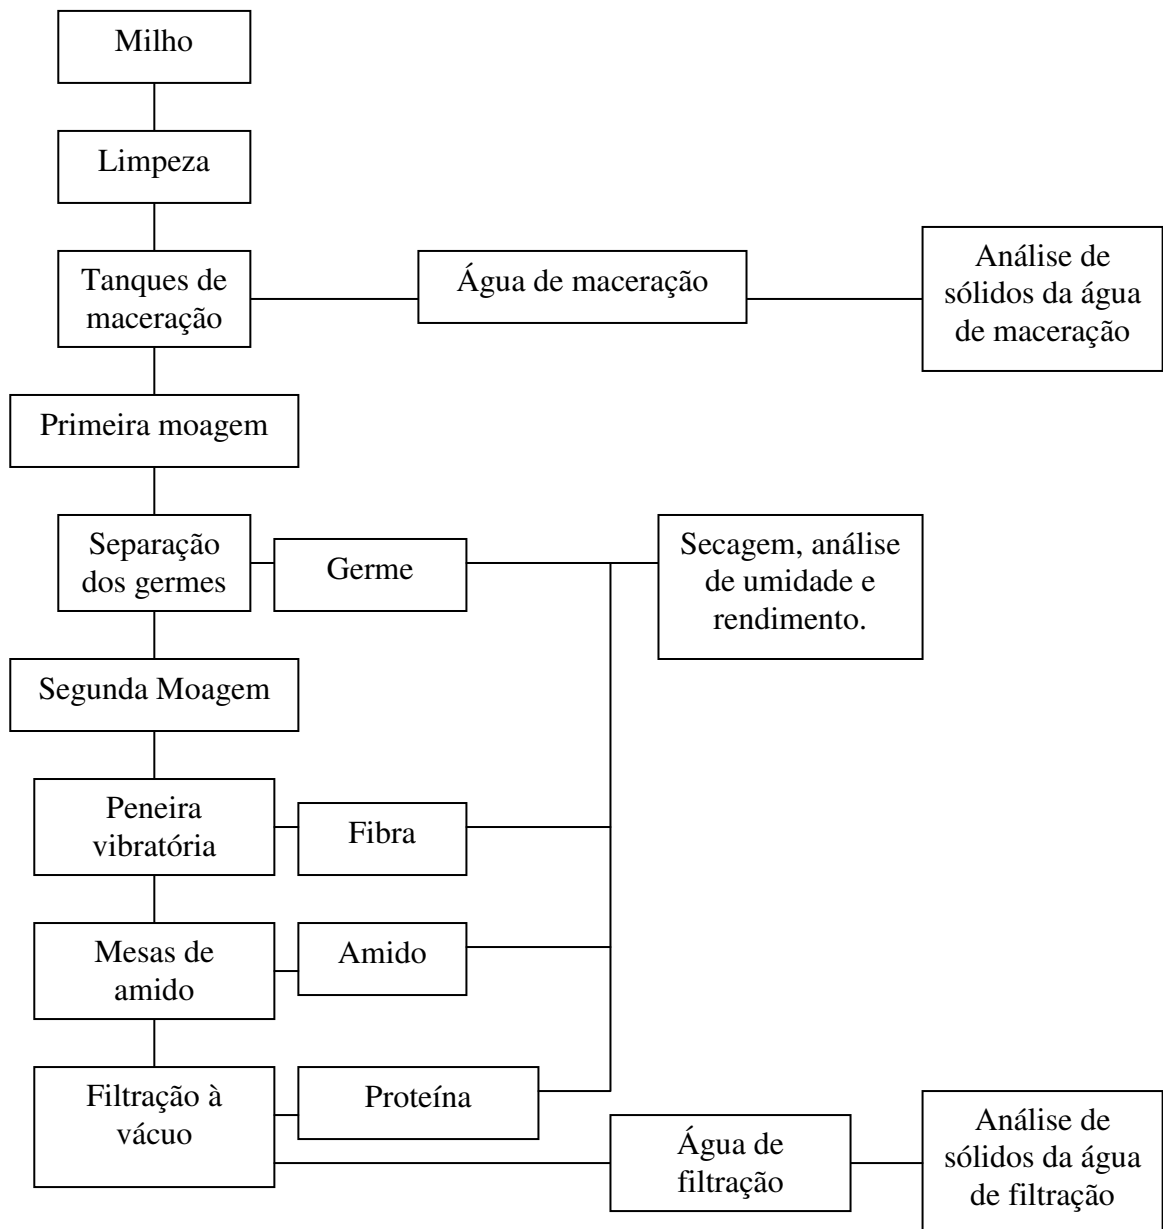 Milho
Limpeza
Tanques de
maceração
Água de maceração
Análise de
sólidos da água
de maceração
Primeira moagem
Separação
dos germes
Germe
Secagem, análise
de umidade e
rendimento.
Segunda Moagem
Peneira
vibratória
Fibra
Mesas de
amido
Amido
Filtração à
vácuo
Proteína
Água de
filtração
Análise de
sólidos da água
de filtração